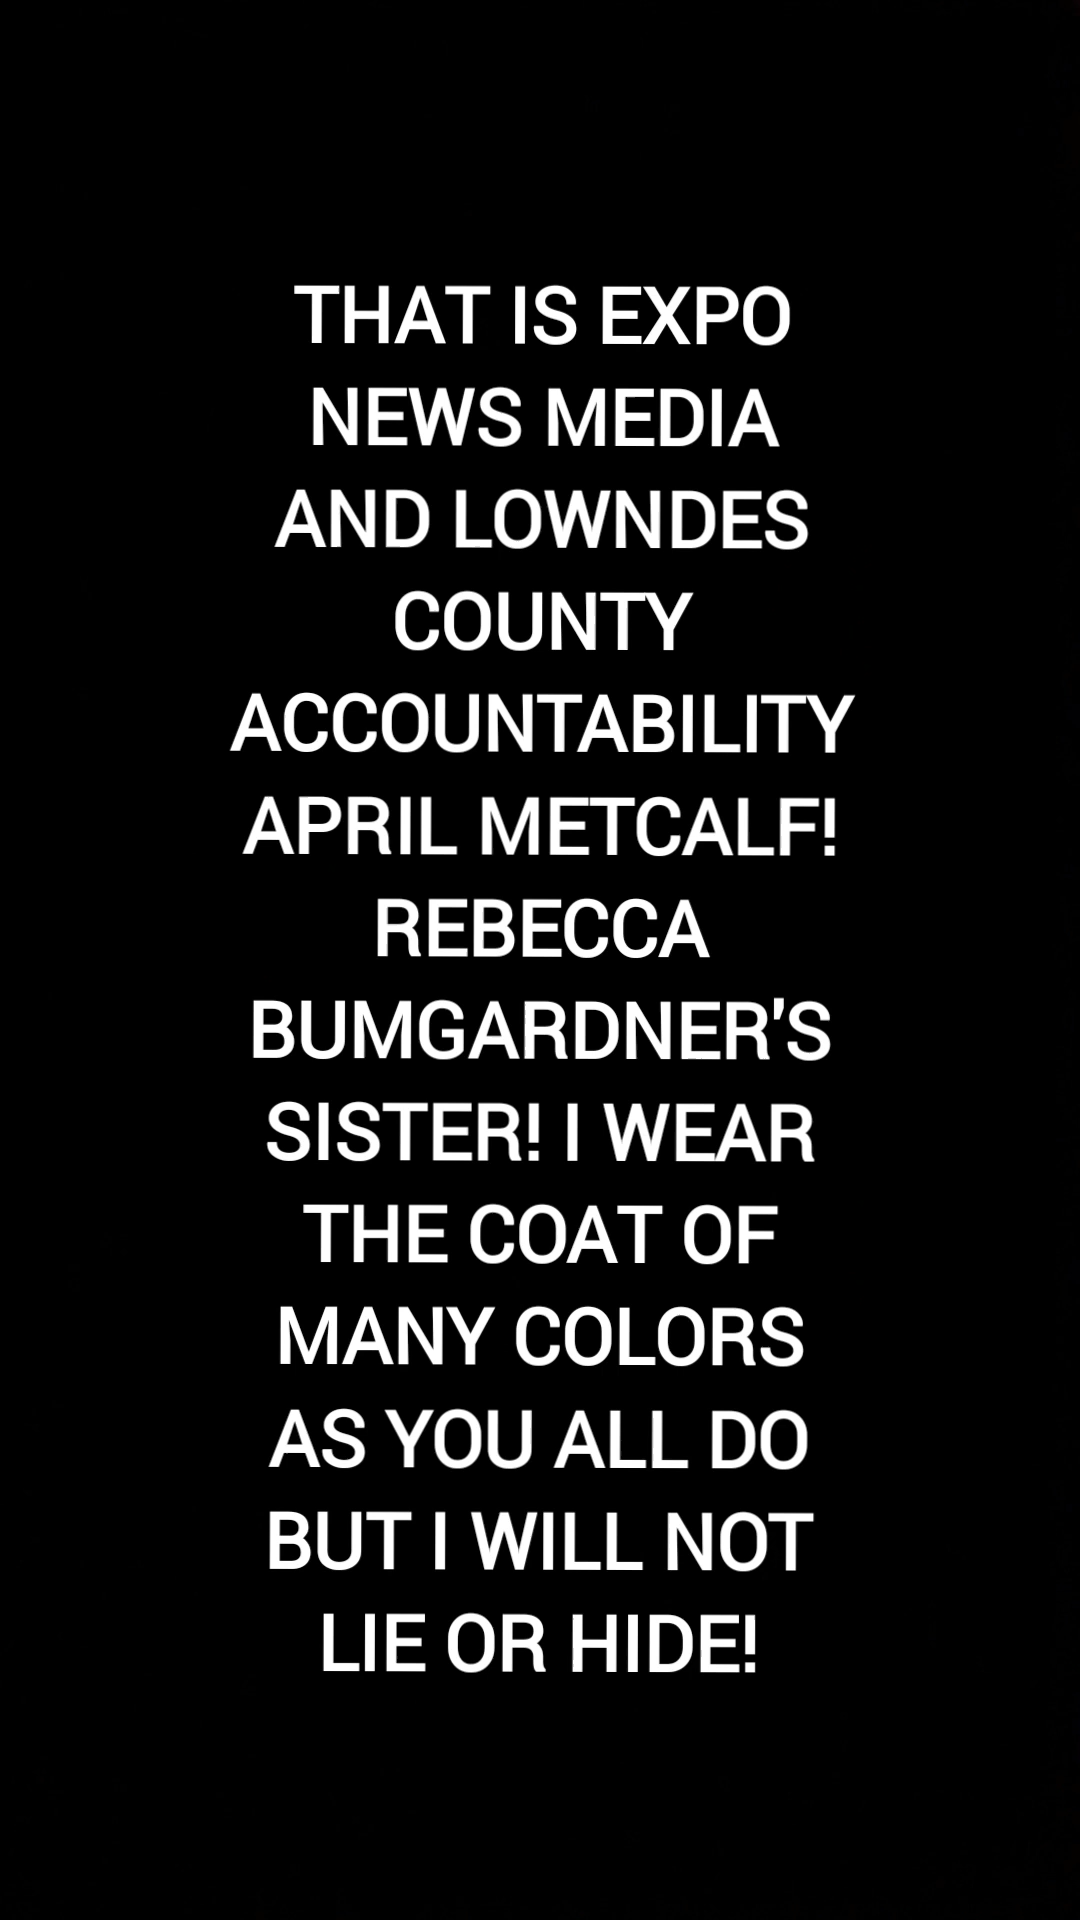 THAT IS EXPO
NEWS MEDIA
AND LOWNDES
COUNTY
ACCOUNTABILITY
APRIL METCALF!
REBECCA
BUMGARDNER'S
SISTER! I WEAR
THE COAT OF
MANY COLORS
AS YOU ALL DO
BUT I WILL NOT
LIE OR HIDE!